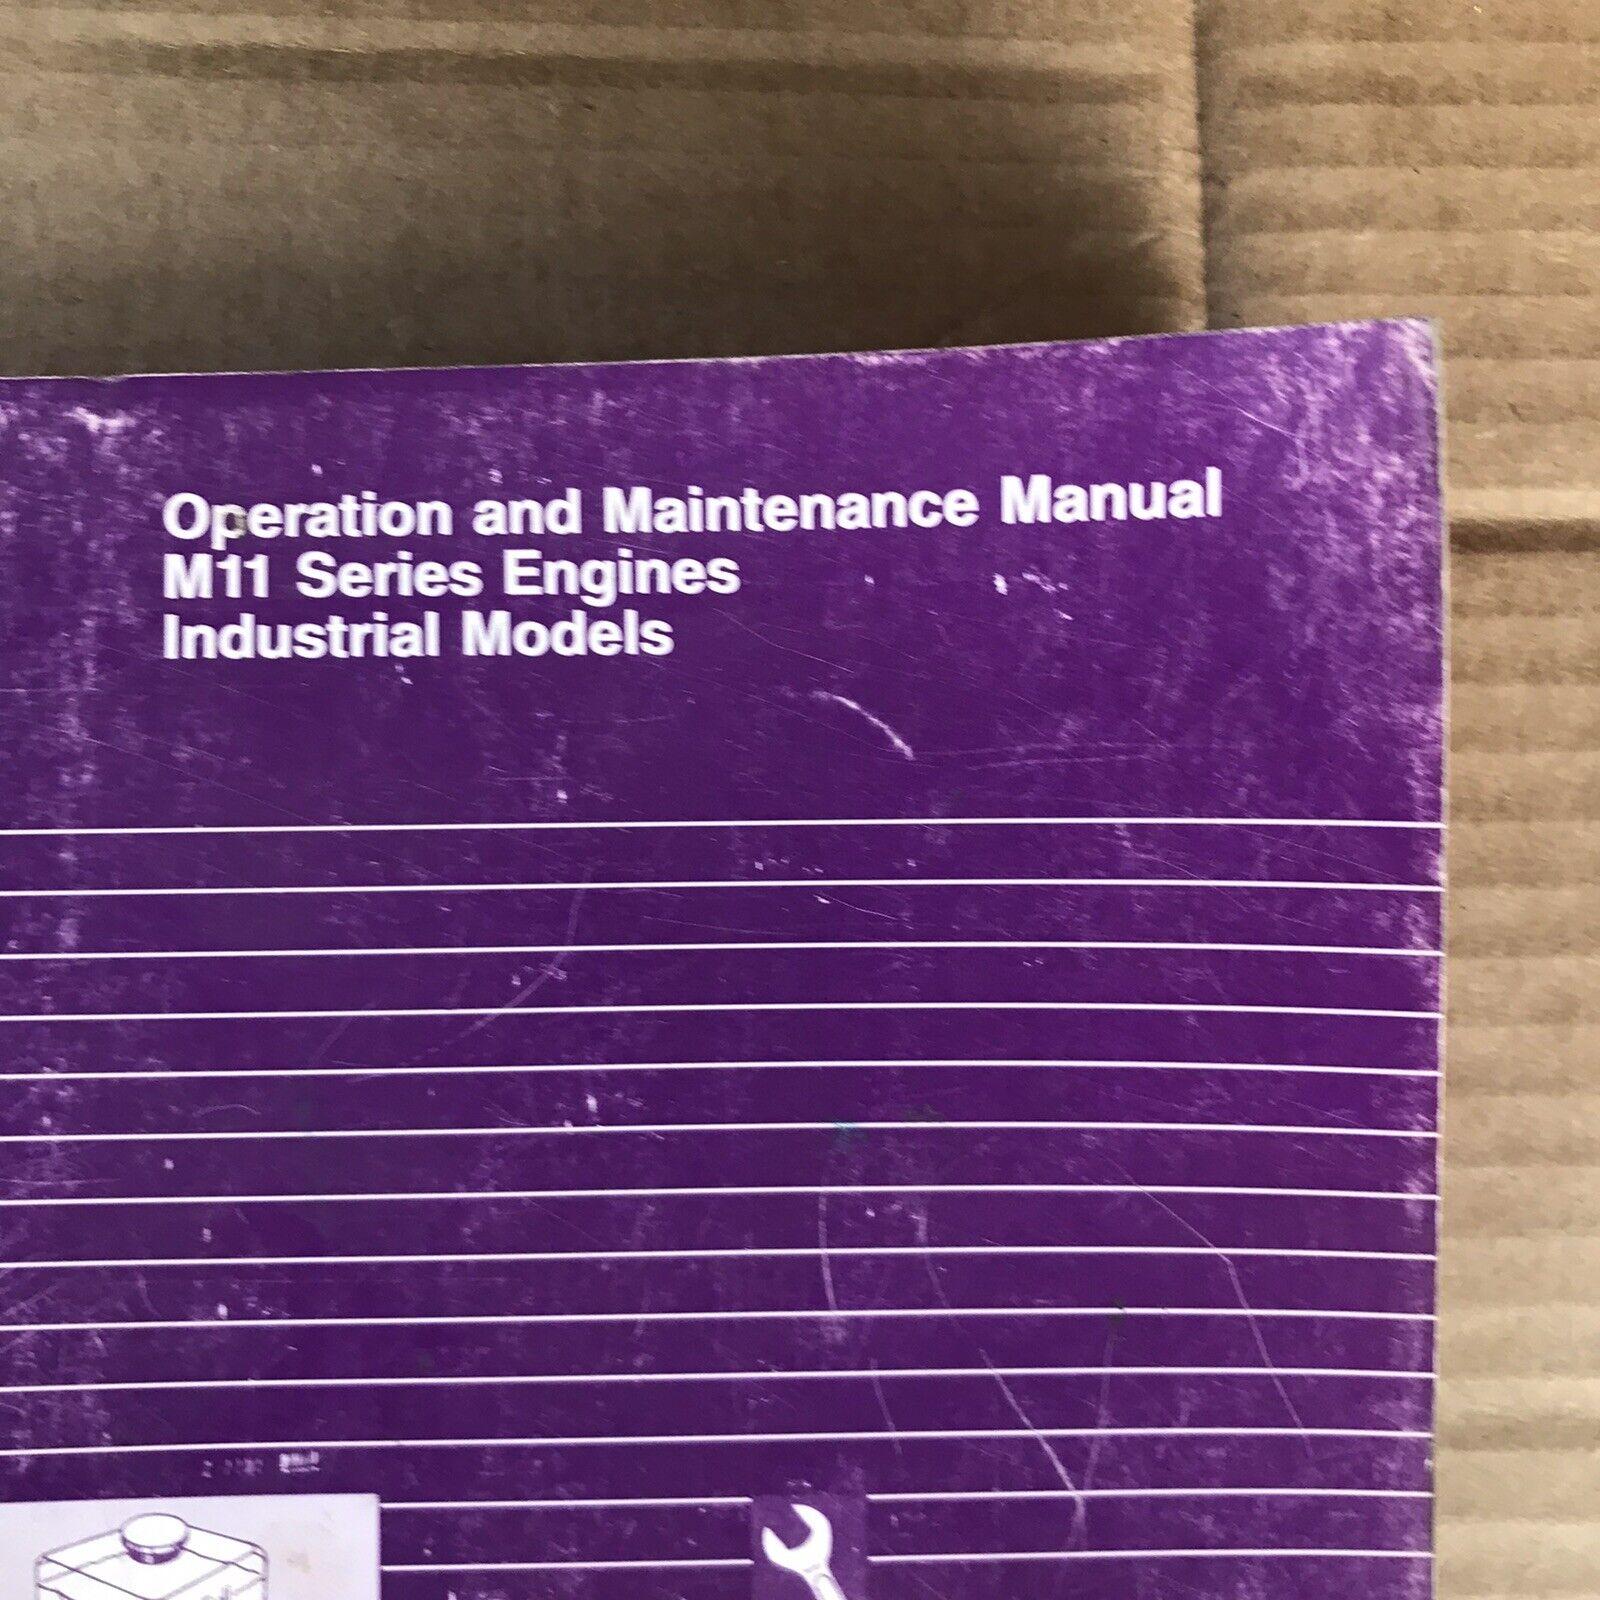 Operation and Maintenance Manual
M11 Series Engines
Industrial Models